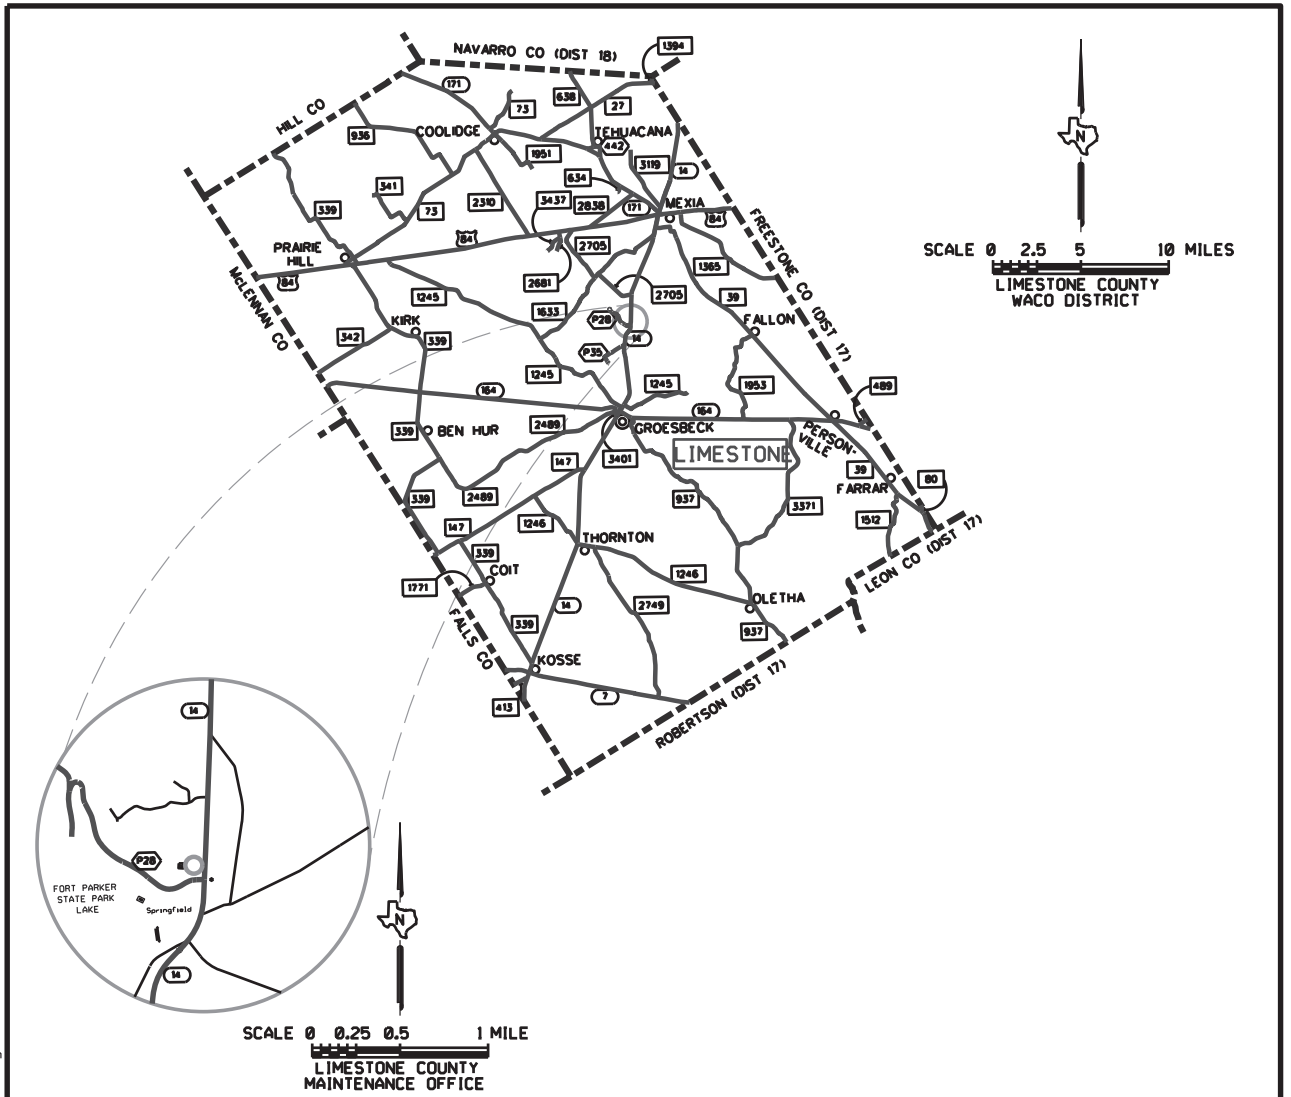 1394
NAVARRO CO (DIST 18)
171
638
27
73
HILL CO
936
COOLIDGE
TEHUACANA
442
1951
3119
14
634
341
N
339
73
2310
3437
2838
171
MEXIA
84
84
PRAIRIE
HILL
2705
FREESTONE CO (DIST 17)
SCALE 0 2.5 5 10 MILES
LIMESTONE COUNTY
WACO DISTRICT
84
McLENNAN CO
1245
2681
2705
1365
39
1633
KIRK
P28
FALLON
342
339
14
P35
1245
1245
164
1953
489
164
339
BEN HUR
2489
GROESBECK
LIMESTONE
PERSON-
VILLE
147
3401
39
FARRAR
80
339
2489
937
3371
1512
147
1246
THORNTON
LEON CO (DIST 17)
339
COIT
1771
1246
14
2749
OLETHA
FALLS CO
339
937
KOSSE
413
7
ROBERTSON (DIST 17)
14
P28
FORT PARKER
STATE PARK
LAKE
Springfield
14
N
SCALE 0 0.25 0.5 1 MILE
LIMESTONE COUNTY
MAINTENANCE OFFICE